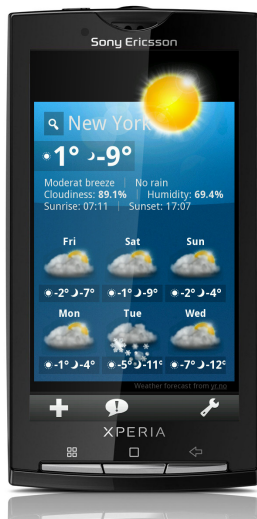 Sony Ericsson
New York
1° -9°
Moderat breeze | No rain
Cloudiness: 89.1% | Humidity: 69.4%
Sunrise: 07:11 | Sunset: 17:07
Fri Sat Sun
-2° -7° -1° -9° -2° -4°
Mon Tue Wed
-1° -4° -5° -11° -7° -12°
Weather forecast from yr.no
XPERIA